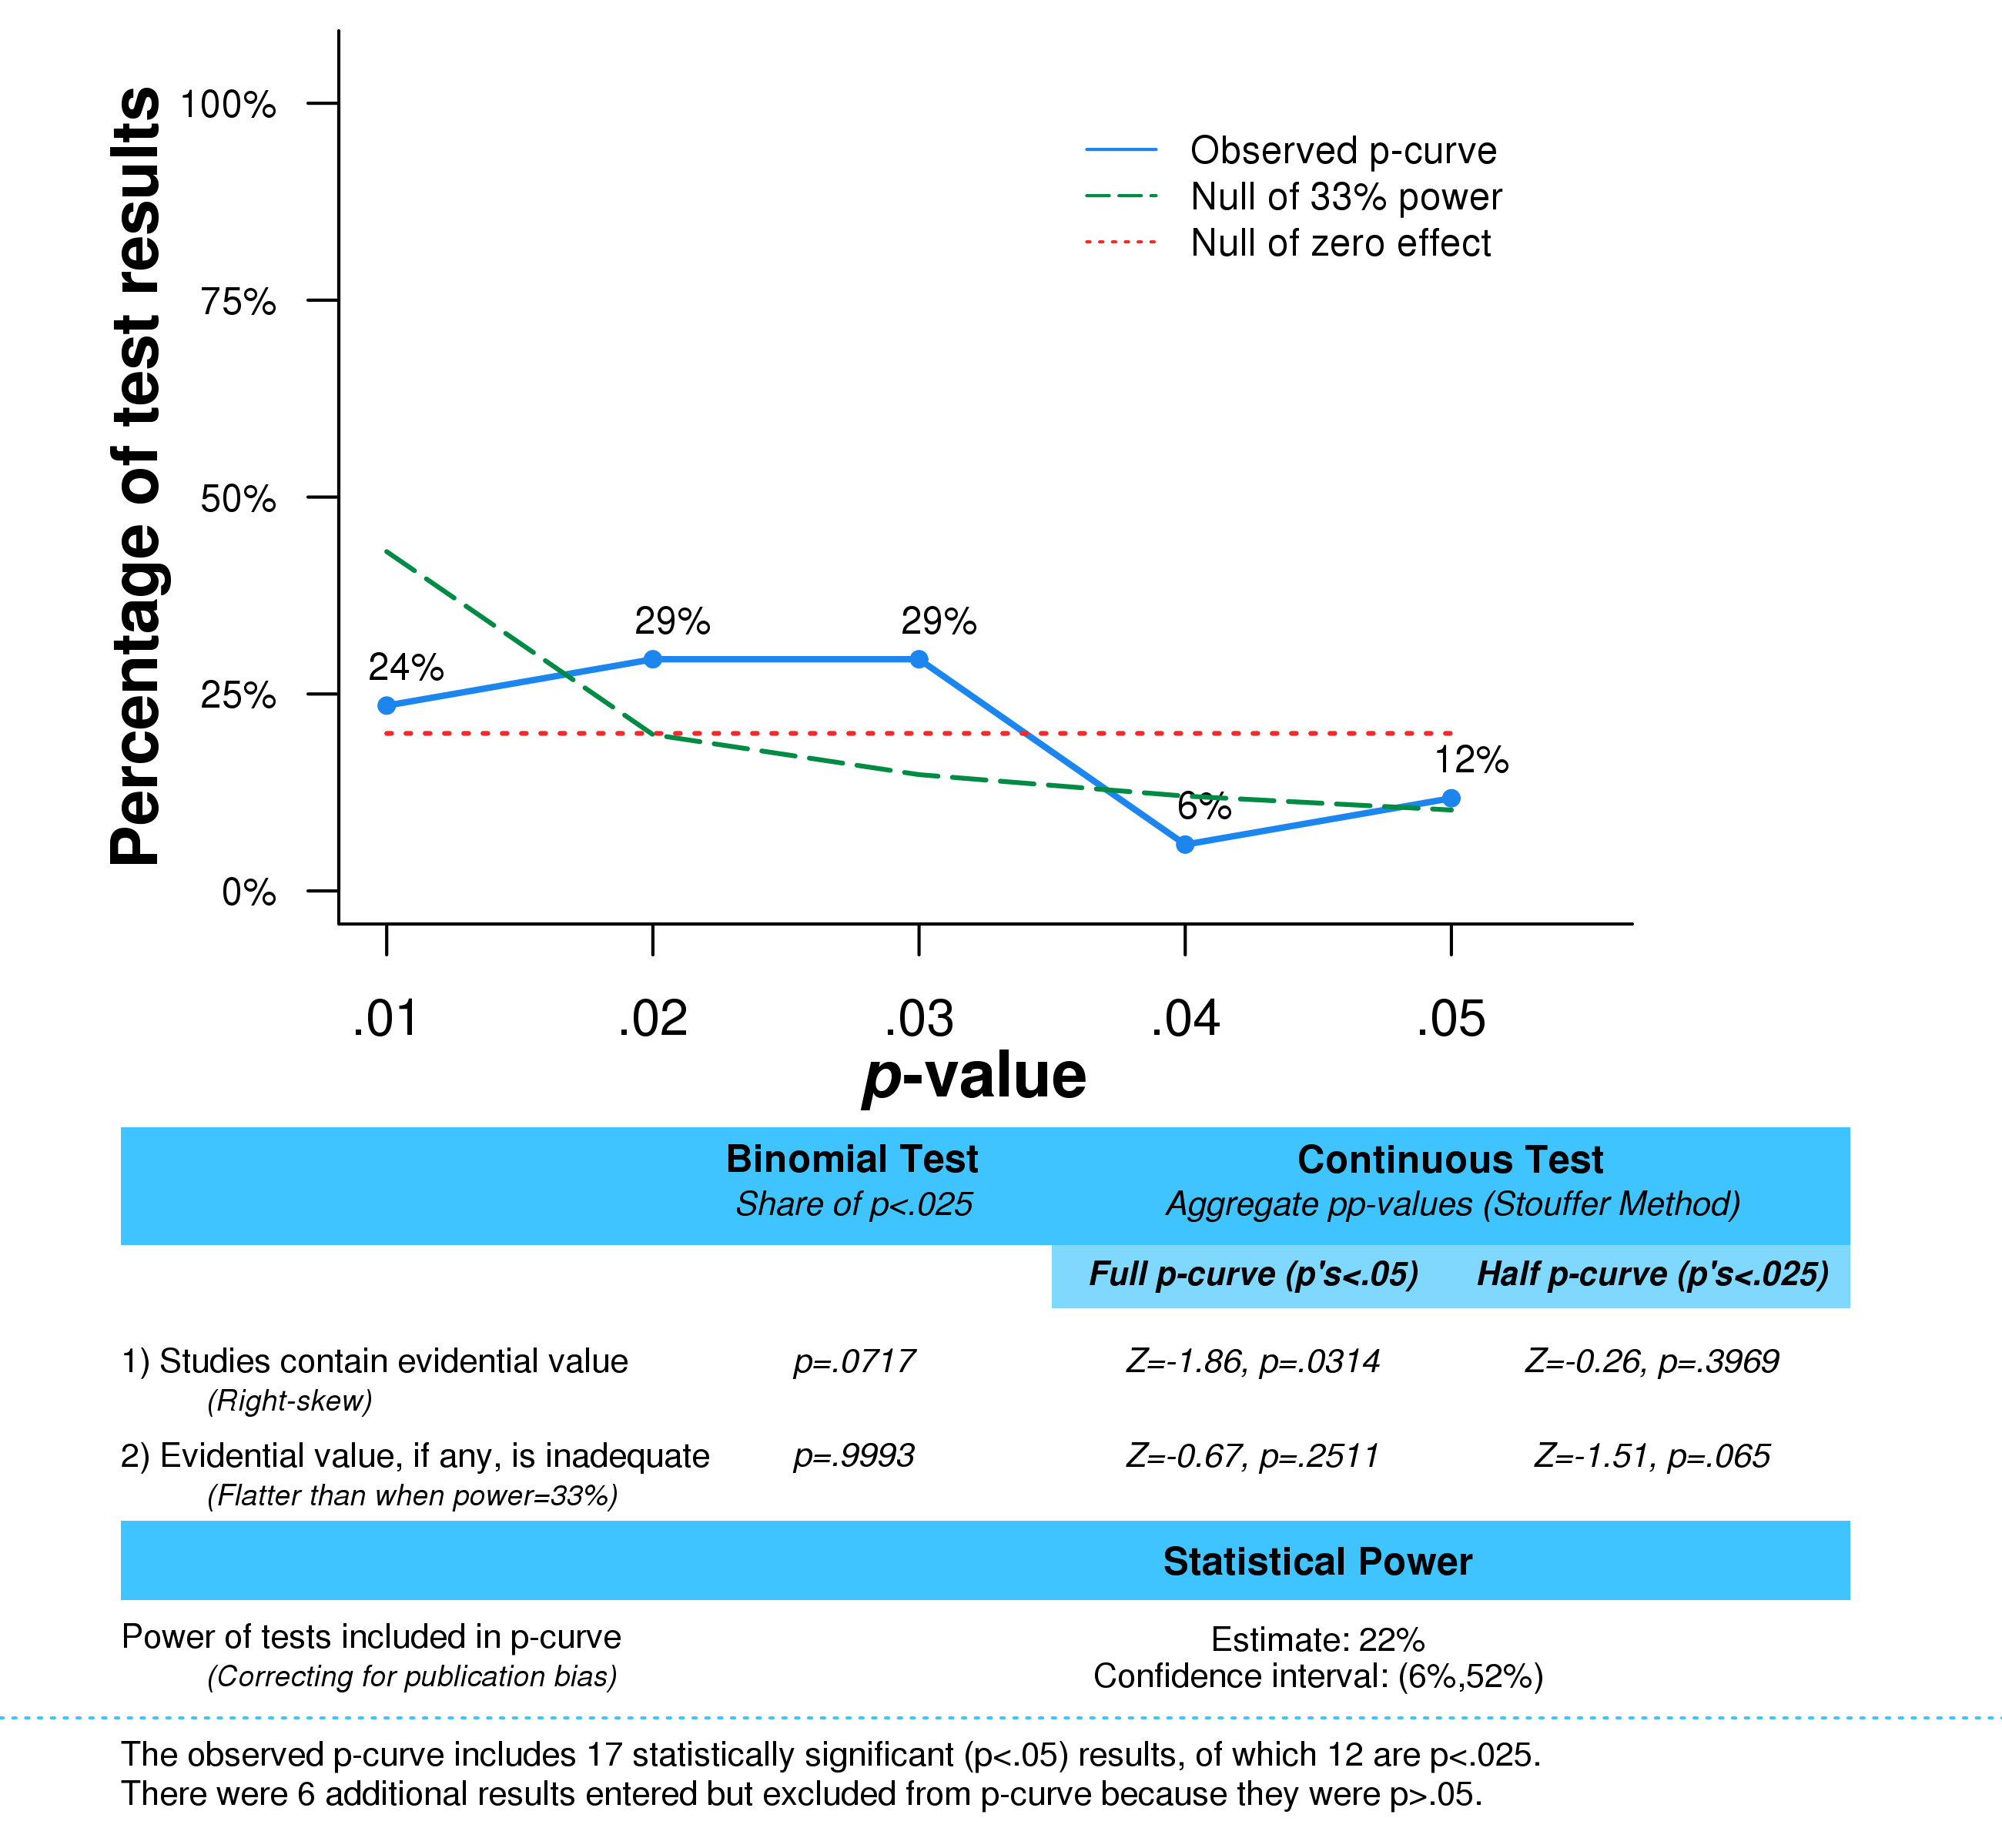 Percentage of test results
100%
75%
50%
25%
0%
Observed p-curve
Null of 33% power
Null of zero effect
24%
29%
29%
6%
12%
.01
.02
.03
.04
.05
p-value
Binomial Test
Share of p<.025
Continuous Test
Aggregate pp-values (Stouffer Method)
Full p-curve (p's<.05)
Half p-curve (p's<.025)
1) Studies contain evidential value
(Right-skew)
p=.0717
Z=-1.86, p=.0314
Z=-0.26, p=.3969
2) Evidential value, if any, is inadequate
(Flatter than when power=33%)
p=.9993
Z=-0.67, p=.2511
Z=-1.51, p=.065
Statistical Power
Power of tests included in p-curve
(Correcting for publication bias)
Estimate: 22%
Confidence interval: (6%,52%)
The observed p-curve includes 17 statistically significant (p<.05) results, of which 12 are p<.025.
There were 6 additional results entered but excluded from p-curve because they were p>.05.